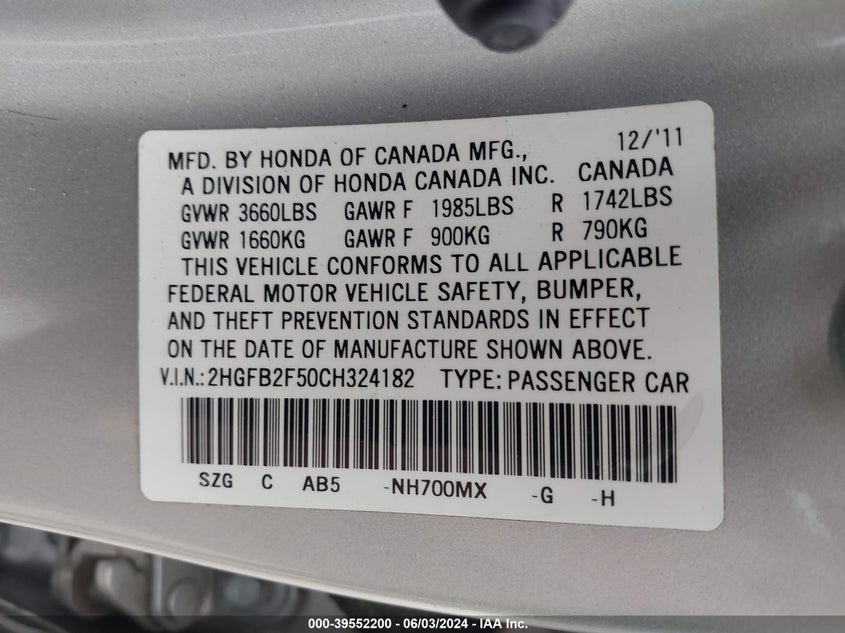 12/'11
MFD. BY HONDA OF CANADA MFG.,
A DIVISION OF HONDA CANADA INC. CANADA
GVWR 3660LBS GAWR F 1985LBS R 1742LBS
GVWR 1660KG GAWR F 900KG R 790KG
THIS VEHICLE CONFORMS TO ALL APPLICABLE
FEDERAL MOTOR VEHICLE SAFETY, BUMPER,
AND THEFT PREVENTION STANDARDS IN EFFECT
ON THE DATE OF MANUFACTURE SHOWN ABOVE.
V.I.N.: 2HGFB2F50CH324182 TYPE: PASSENGER CAR
SZG C AB5 -NH700MX -G -H
000-39552200 - 06/03/2024 - IAA Inc.